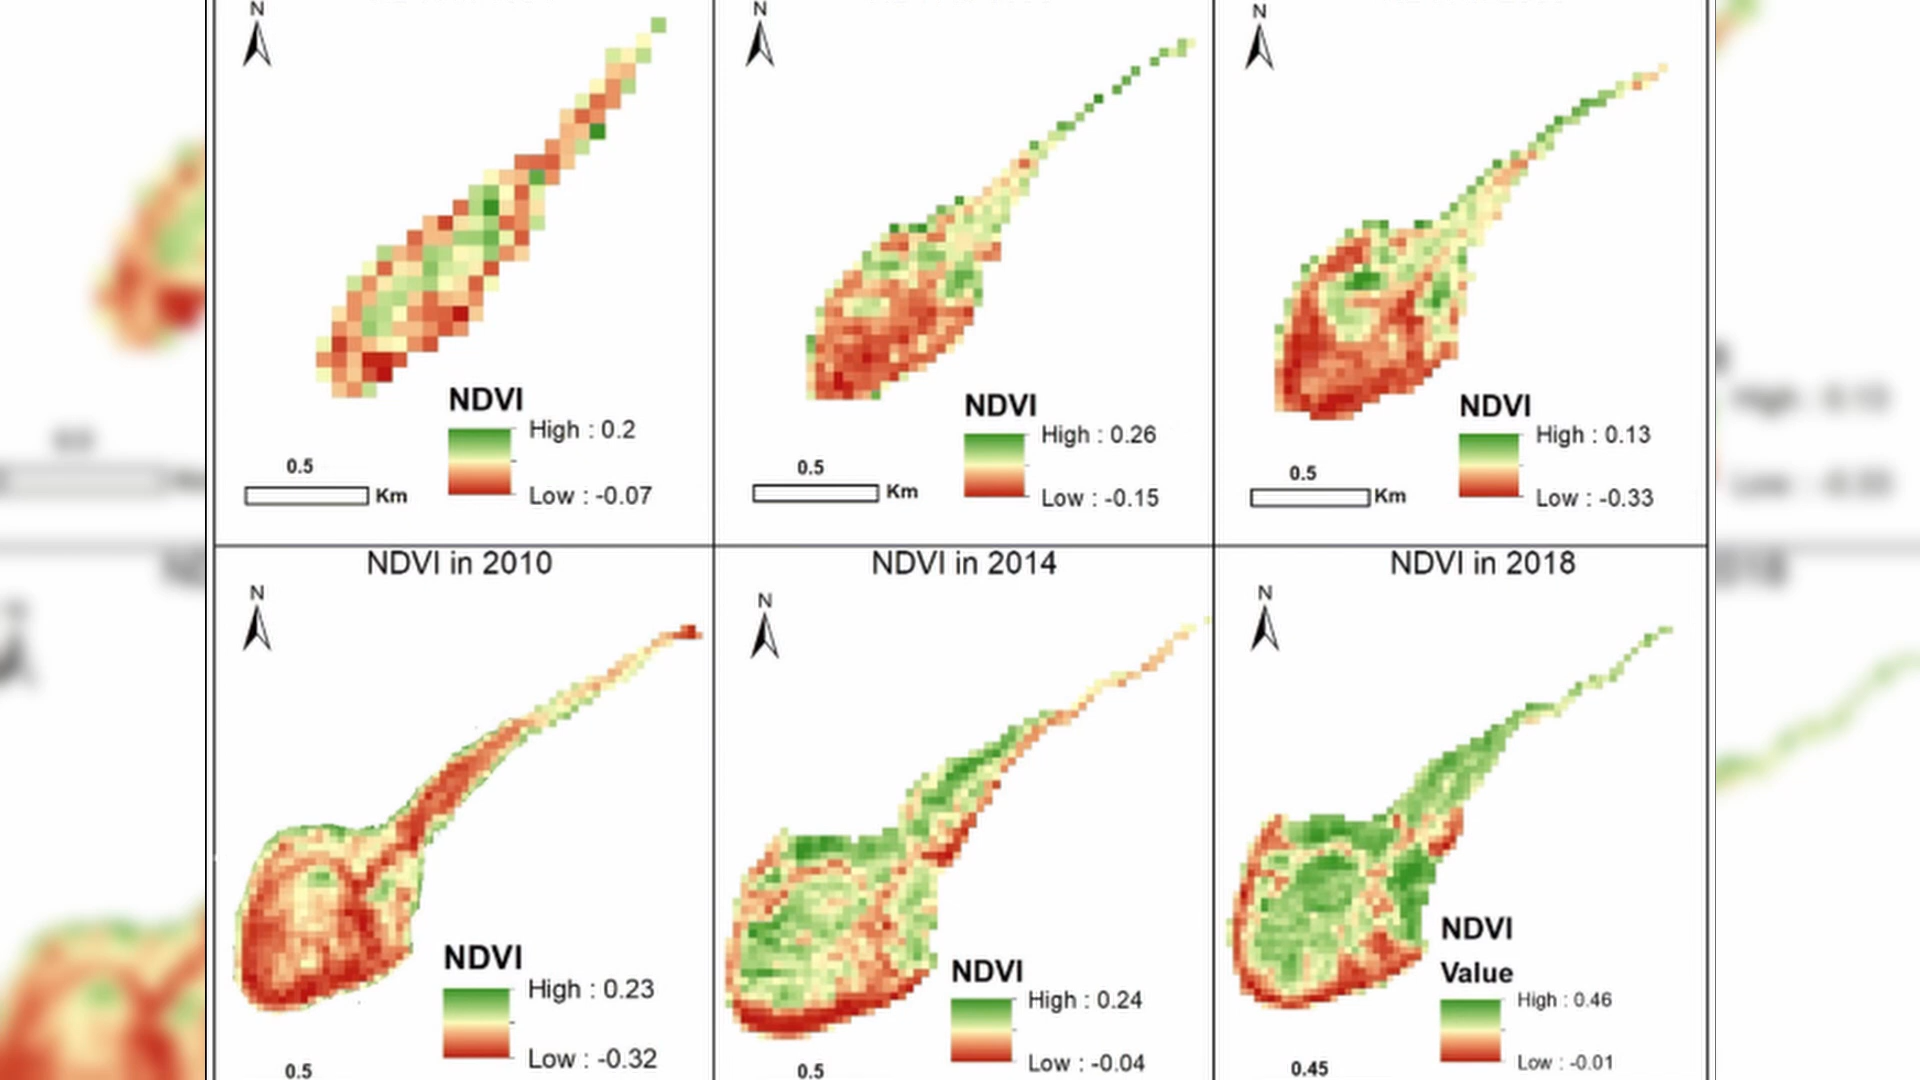 N
N
N
NDVI
High : 0.2
Low : -0.07
0.5
Km
NDVI
High : 0.26
Low : -0.15
0.5
Km
NDVI
High : 0.13
Low : -0.33
0.5
Km
NDVI in 2010
NDVI in 2014
NDVI in 2018
N
N
N
NDVI
High : 0.23
Low : -0.32
0.5
NDVI
High : 0.24
Low : -0.04
0.5
NDVI
Value
High : 0.46
Low : -0.01
0.45